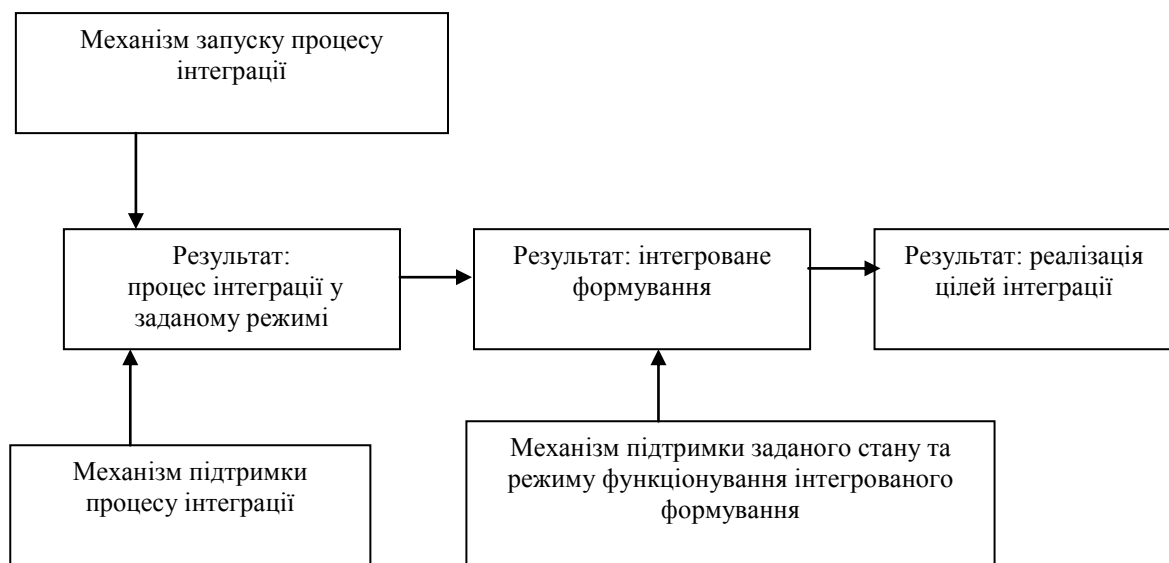 Механізм запуску процесу
інтеграції
Результат:
процес інтеграції у
заданому режимі
Результат: інтегроване
формування
Результат: реалізація
цілей інтеграції
Механізм підтримки
процесу інтеграції
Механізм підтримки заданого стану та
режиму функціонування інтегрованого
формування